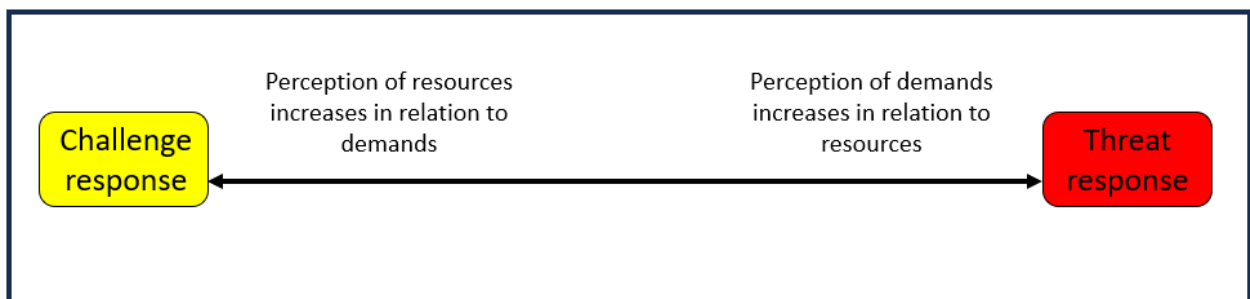 Perception of resources
increases in relation to
demands
Perception of demands
increases in relation to
resources
Challenge
response
Threat
response